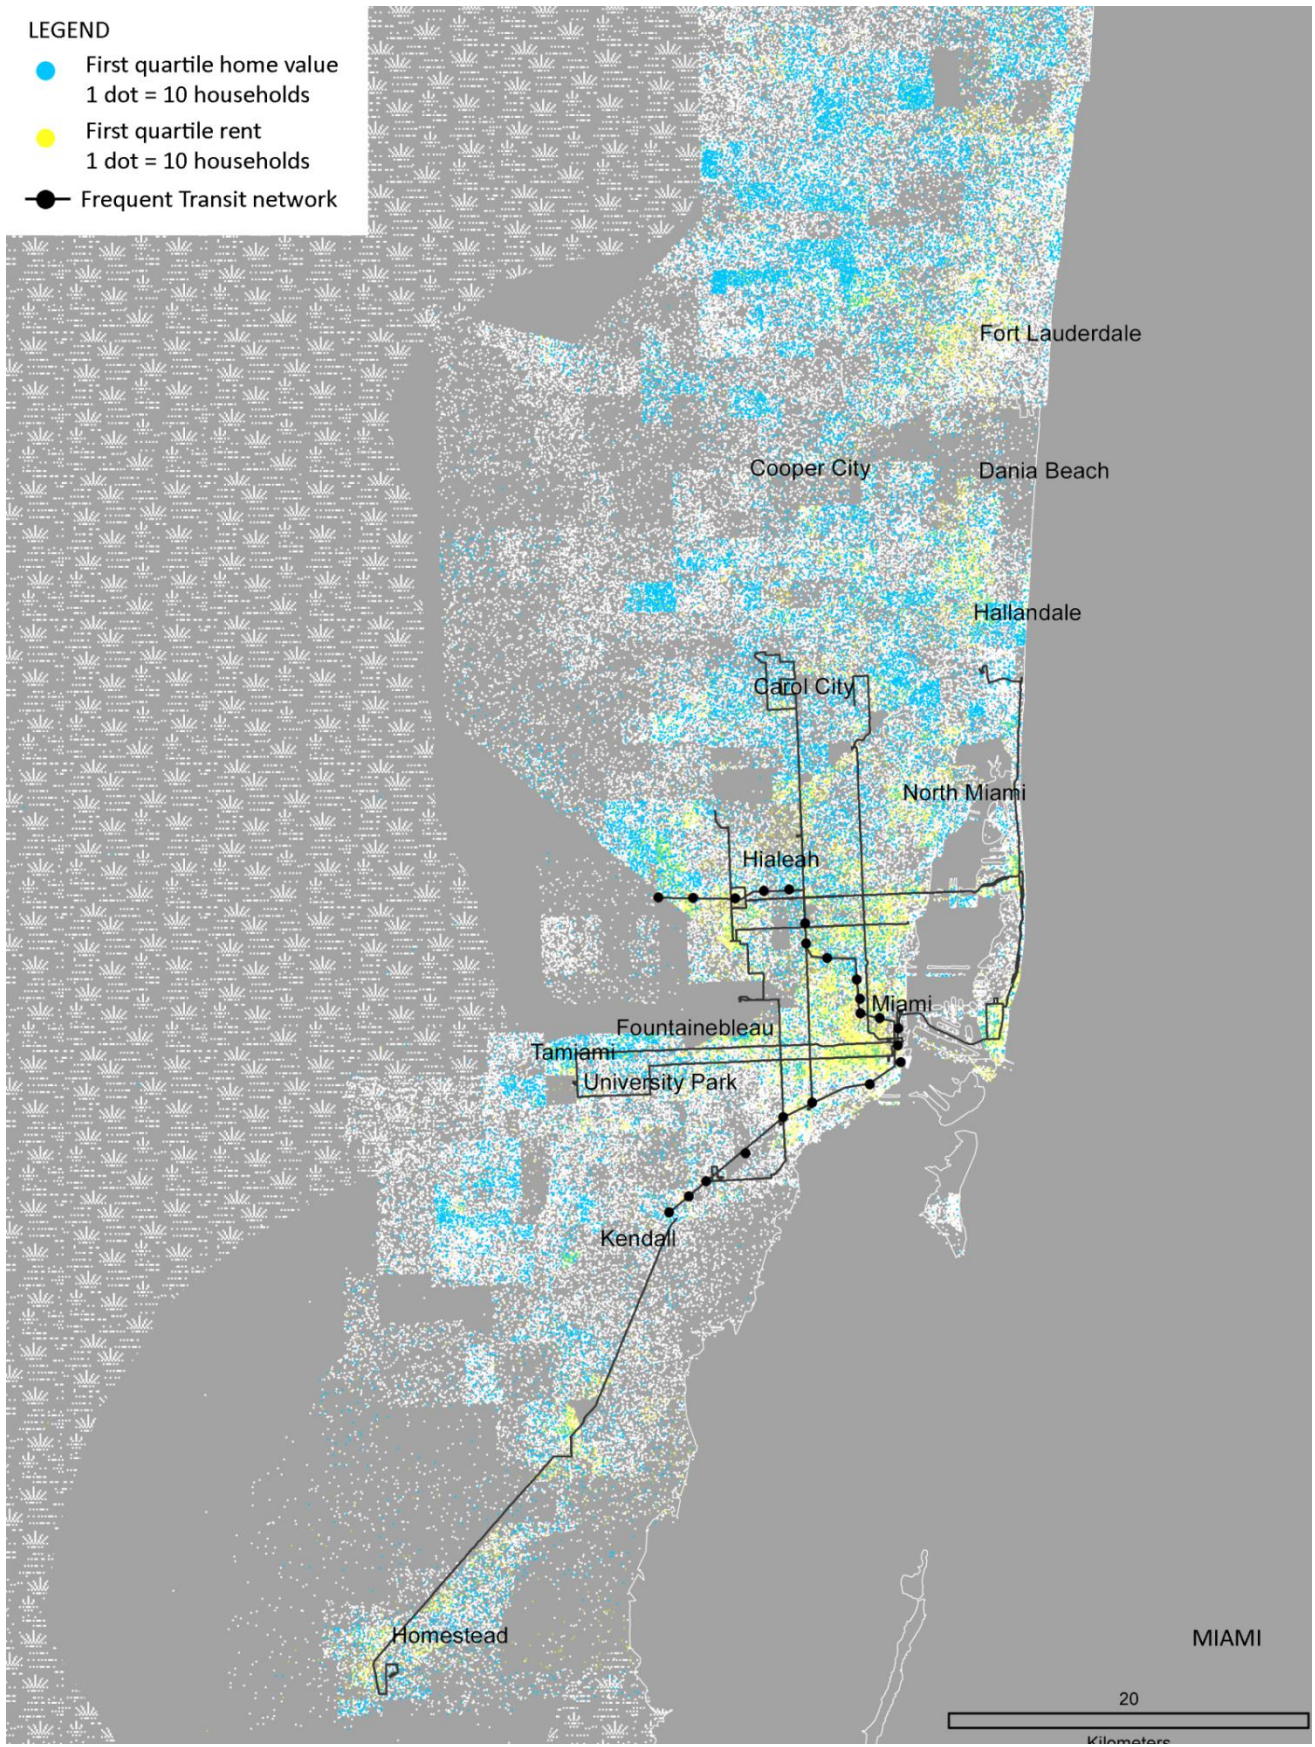 LEGEND
First quartile home value
1 dot = 10 households
First quartile rent
1 dot = 10 households
Frequent Transit network
Fort Lauderdale
Cooper City
Dania Beach
Hallandale
Carol City
North Miami
Hialeah
Miami
Fountainebleau
Tamiami
University Park
Kendall
Homestead
MIAMI
20
Kilometers